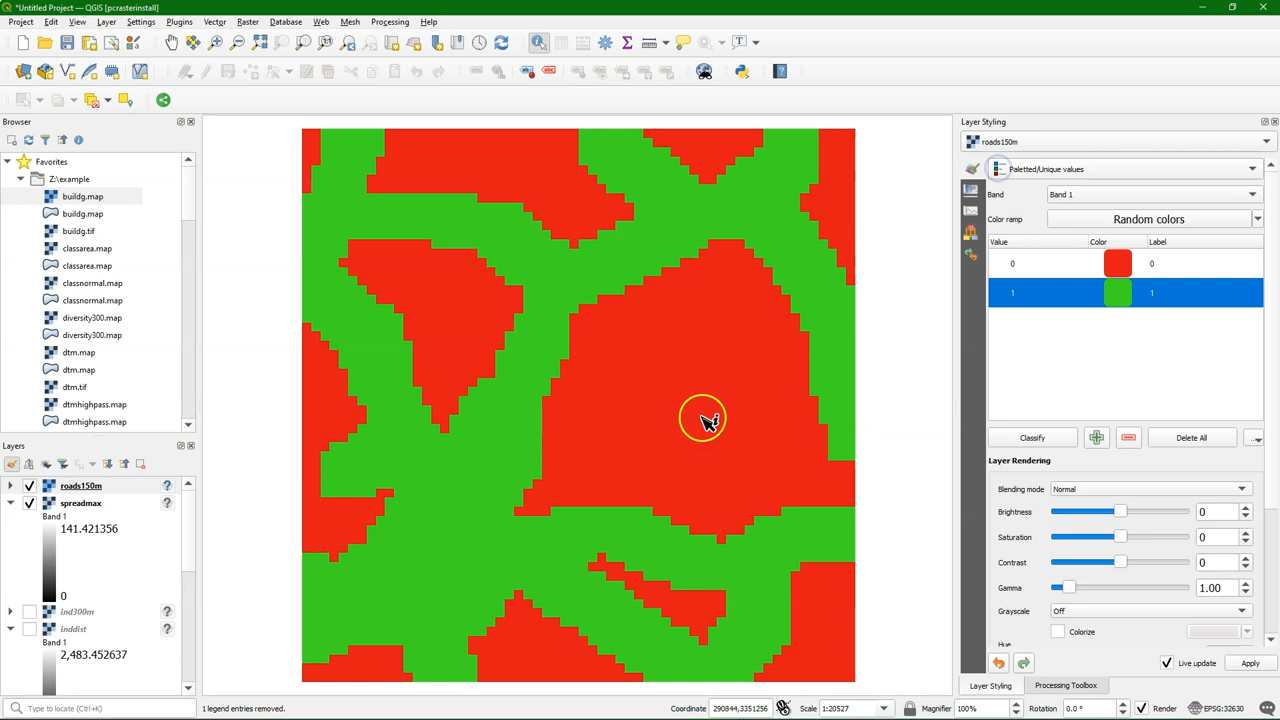 *Untitled Project — QGIS [pcrasterinstall]
Project Edit View Layer Settings Plugins Vector Raster Database Web Mesh Processing Help
Browser
Favorites
Z:\example
buildg.map
buildg.map
buildg.tif
classarea.map
classarea.map
classnormal.map
classnormal.map
diversity300.map
diversity300.map
dtm.map
dtm.map
dtm.tif
dtmhighpass.map
dtmhighpass.map
Layers
roads150m
spreadmax
Band 1
141.421356
0
ind300m
inddist
Band 1
2,483.452637
Layer Styling
roads150m
Paletted/Unique values
Band Band 1
Color ramp Random colors
Value Color Label
0 0
1 1
Classify Delete All ...
Layer Rendering
Blending mode Normal
Brightness 0
Saturation 0
Contrast 0
Gamma 1.00
Grayscale Off
Colorize
Hue
Live update Apply
Layer Styling Processing Toolbox
Type to locate (Ctrl+K) 1 legend entries removed. Coordinate 290844,3351256 Scale 1:20527 Magnifier 100% Rotation 0.0 ° Render EPSG:32630